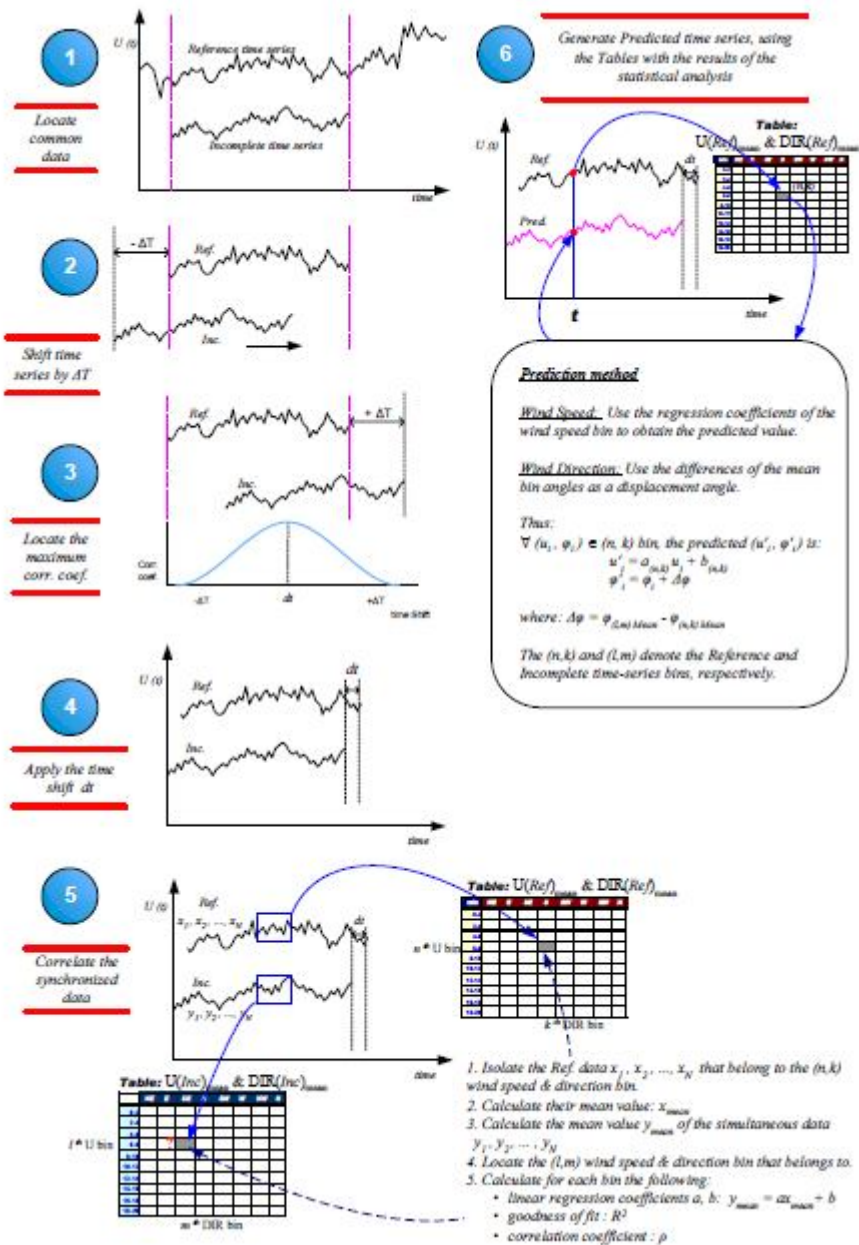 1
Locate
common
data
U (t)
Reference time series
Incomplete time series
time
2
Shift time
series by ΔT
- ΔT
Ref.
Inc.
3
Locate the
maximum
corr. coef.
Ref.
+ ΔT
Inc.
Corr.
coef.
-ΔT
dt
+ΔT
time Shift
4
Apply the time
shift dt
U (t)
dt
Ref.
Inc.
time
5
Correlate the
synchronized
data
U (t)
Ref.
x1, x2, ..., xN
dt
Inc.
y1, y2, ..., yN
time
Table: U(Ref)mean & DIR(Ref)mean
n th U bin
k th DIR bin
Table: U(Inc)mean & DIR(Inc)mean
l th U bin
m th DIR bin
1. Isolate the Ref. data x1, x2, ..., xN that belong to the (n,k)
wind speed & direction bin.
2. Calculate their mean value: xmean
3. Calculate the mean value ymean of the simultaneous data
y1, y2, ... , yN
4. Locate the (l,m) wind speed & direction bin that belongs to.
5. Calculate for each bin the following:
• linear regression coefficients a, b: ymean = axmean + b
• goodness of fit : R2
• correlation coefficient : ρ
6
Generate Predicted time series, using
the Tables with the results of the
statistical analysis
U (t)
Ref.
dt
Pred.
t
time
Table:
U(Ref)mean & DIR(Ref)mean
(n,k)
Prediction method
Wind Speed: Use the regression coefficients of the
wind speed bin to obtain the predicted value.
Wind Direction: Use the differences of the mean
bin angles as a displacement angle.
Thus:
∀ (ui , φi ) ∈ (n, k) bin, the predicted (u'i , φ'i ) is:
u'i = a(n,k) ui + b(n,k)
φ'i = φi + Δφ
where: Δφ = φ(l,m) Mean - φ(n,k) Mean
The (n,k) and (l,m) denote the Reference and
Incomplete time-series bins, respectively.